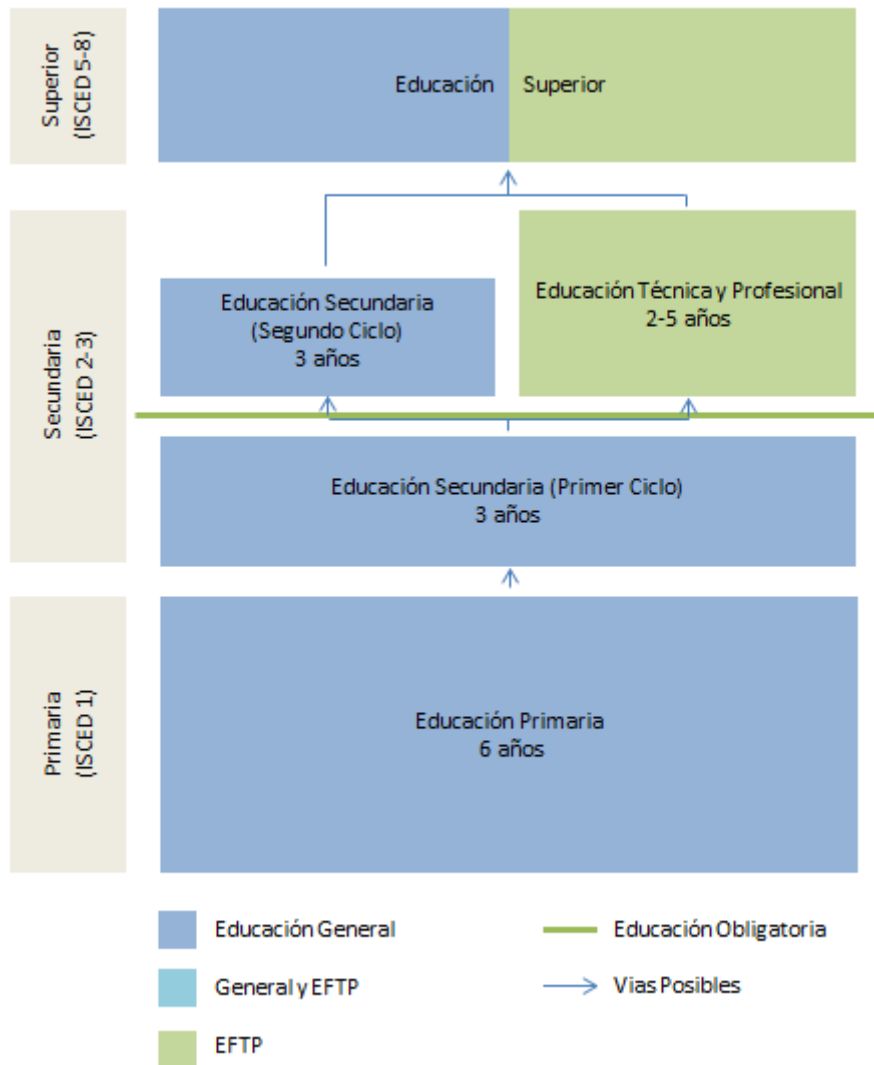 Superior
(ISCED 5-8)
Educación Superior
Secundaria
(ISCED 2-3)
Educación Secundaria
(Segundo Ciclo)
3 años
Educación Técnica y Profesional
2-5 años
Educación Secundaria (Primer Ciclo)
3 años
Primaria
(ISCED 1)
Educación Primaria
6 años
Educación General
Educación Obligatoria
General y EFTP
Vias Posibles
EFTP